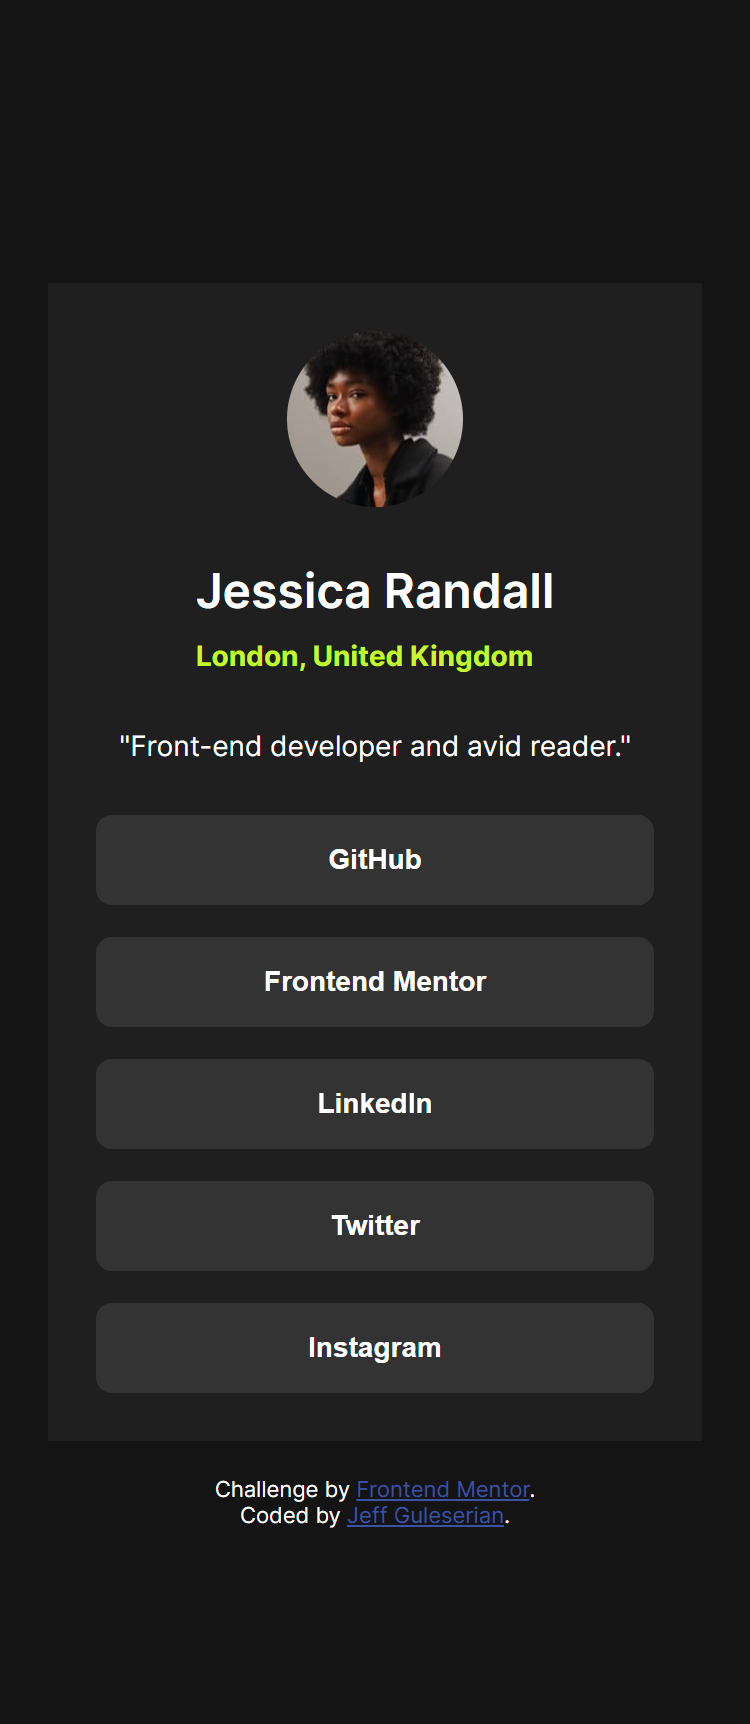 Jessica Randall
London, United Kingdom
"Front-end developer and avid reader."
GitHub
Frontend Mentor
LinkedIn
Twitter
Instagram
Challenge by Frontend Mentor.
Coded by Jeff Guleserian.